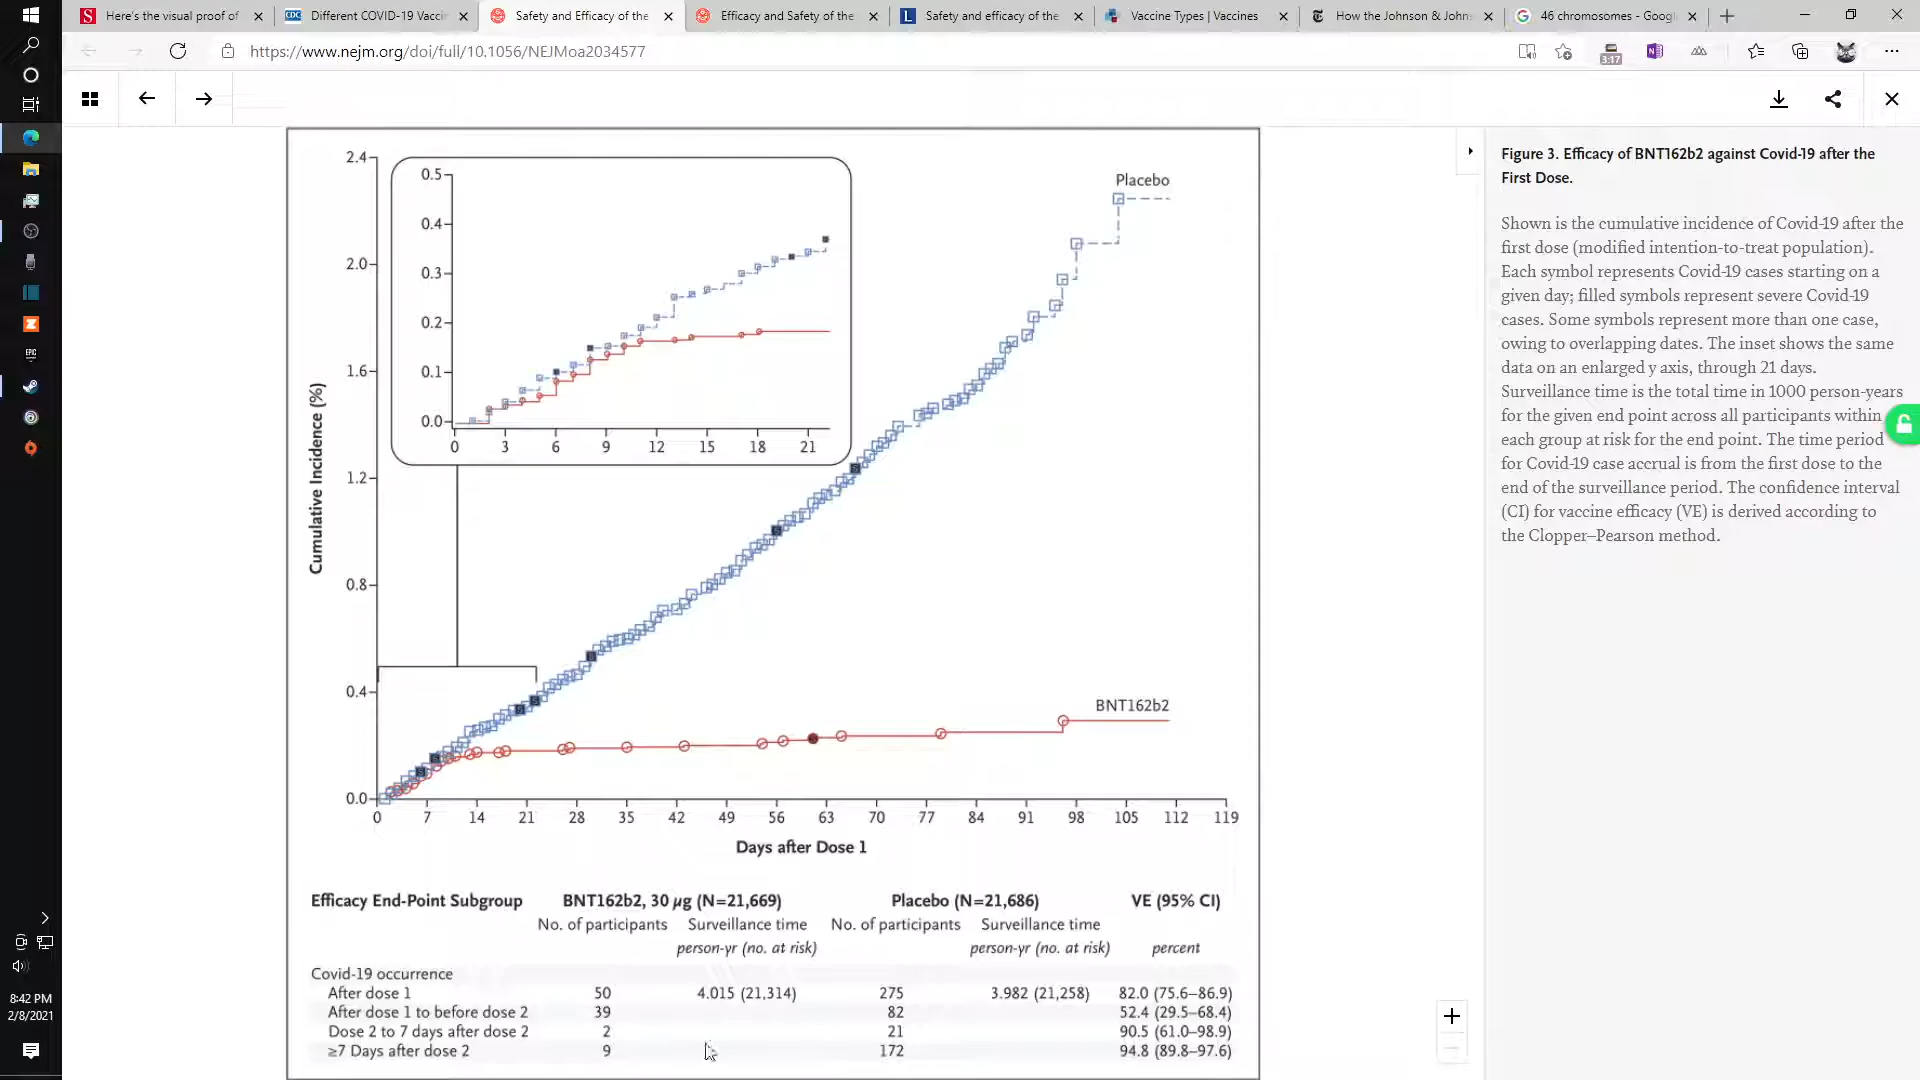 Here's the visual proof of
Different COVID-19 Vaccin
Safety and Efficacy of the
Efficacy and Safety of the
Safety and efficacy of the
Vaccine Types | Vaccines
How the Johnson & Johns
46 chromosomes - Googl
https://www.nejm.org/doi/full/10.1056/NEJMoa2034577
3:17
Figure 3. Efficacy of BNT162b2 against Covid-19 after the
First Dose.
Shown is the cumulative incidence of Covid-19 after the
first dose (modified intention-to-treat population).
Each symbol represents Covid-19 cases starting on a
given day; filled symbols represent severe Covid-19
cases. Some symbols represent more than one case,
owing to overlapping dates. The inset shows the same
data on an enlarged y axis, through 21 days.
Surveillance time is the total time in 1000 person-years
for the given end point across all participants within
each group at risk for the end point. The time period
for Covid-19 case accrual is from the first dose to the
end of the surveillance period. The confidence interval
(CI) for vaccine efficacy (VE) is derived according to
the Clopper–Pearson method.
2.4
2.0
1.6
1.2
0.8
0.4
0.0
Cumulative Incidence (%)
0.5
0.4
0.3
0.2
0.1
0.0
0 3 6 9 12 15 18 21
Placebo
BNT162b2
0 7 14 21 28 35 42 49 56 63 70 77 84 91 98 105 112 119
Days after Dose 1
Efficacy End-Point Subgroup BNT162b2, 30 μg (N=21,669) Placebo (N=21,686) VE (95% CI)
No. of participants Surveillance time No. of participants Surveillance time
person-yr (no. at risk) person-yr (no. at risk) percent
Covid-19 occurrence
After dose 1 50 4.015 (21,314) 275 3.982 (21,258) 82.0 (75.6–86.9)
After dose 1 to before dose 2 39 82 52.4 (29.5–68.4)
Dose 2 to 7 days after dose 2 2 21 90.5 (61.0–98.9)
≥7 Days after dose 2 9 172 94.8 (89.8–97.6)
EPIC
8:42 PM
2/8/2021